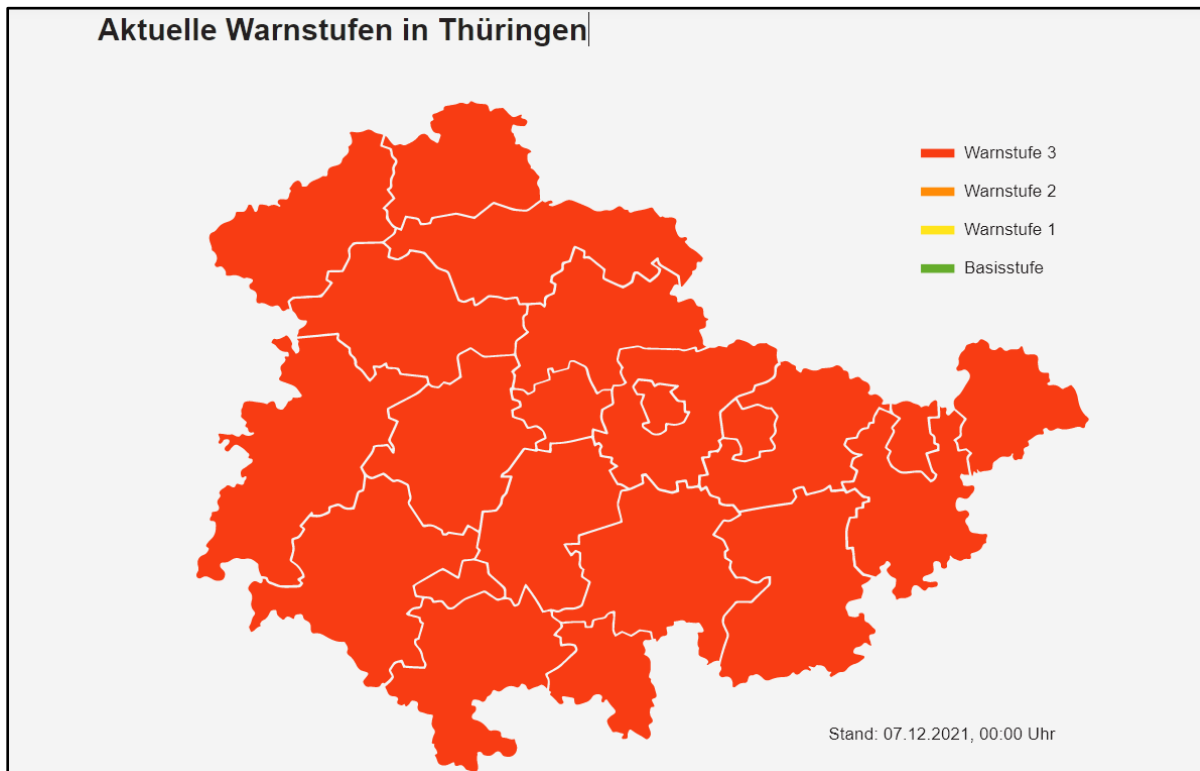 Aktuelle Warnstufen in Thüringen
Warnstufe 3
Warnstufe 2
Warnstufe 1
Basisstufe
Stand: 07.12.2021, 00:00 Uhr